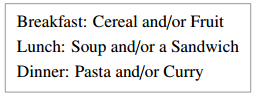 Breakfast: Cereal and/or Fruit
Lunch: Soup and/or a Sandwich
Dinner: Pasta and/or Curry